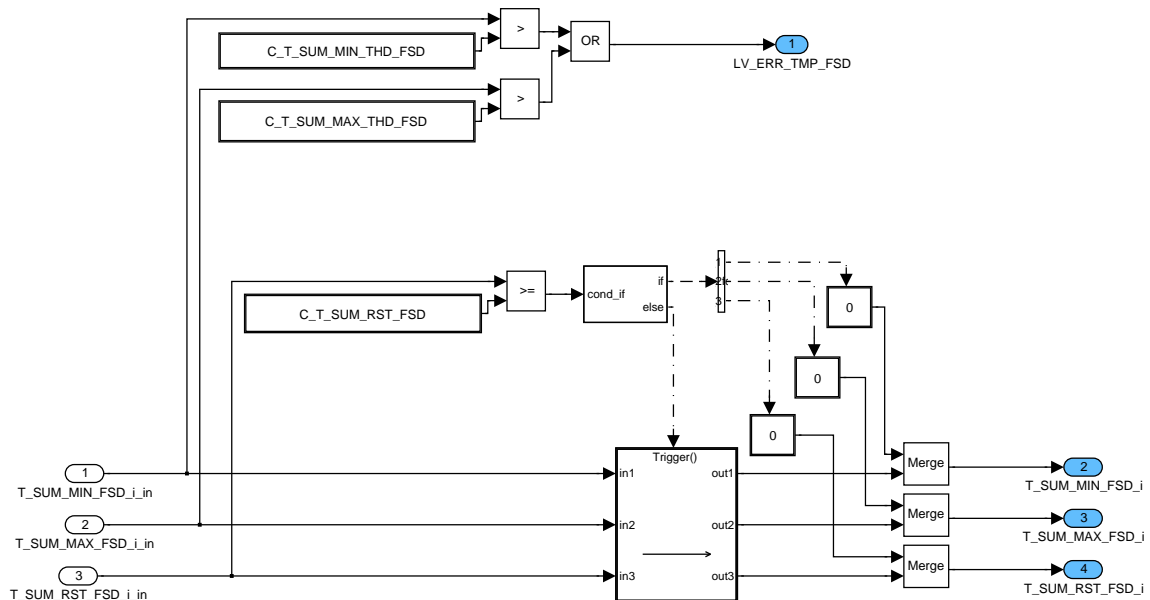 >
C_T_SUM_MIN_THD_FSD
OR
1
LV_ERR_TMP_FSD
>
C_T_SUM_MAX_THD_FSD
1
if
2
cond_if
>=
3
else
0
C_T_SUM_RST_FSD
0
0
Trigger()
Merge
1
in1
out1
2
T_SUM_MIN_FSD_i_in
T_SUM_MIN_FSD_i
Merge
2
in2
out2
3
T_SUM_MAX_FSD_i_in
T_SUM_MAX_FSD_i
Merge
3
in3
out3
4
T_SUM_RST_FSD_i_in
T_SUM_RST_FSD_i